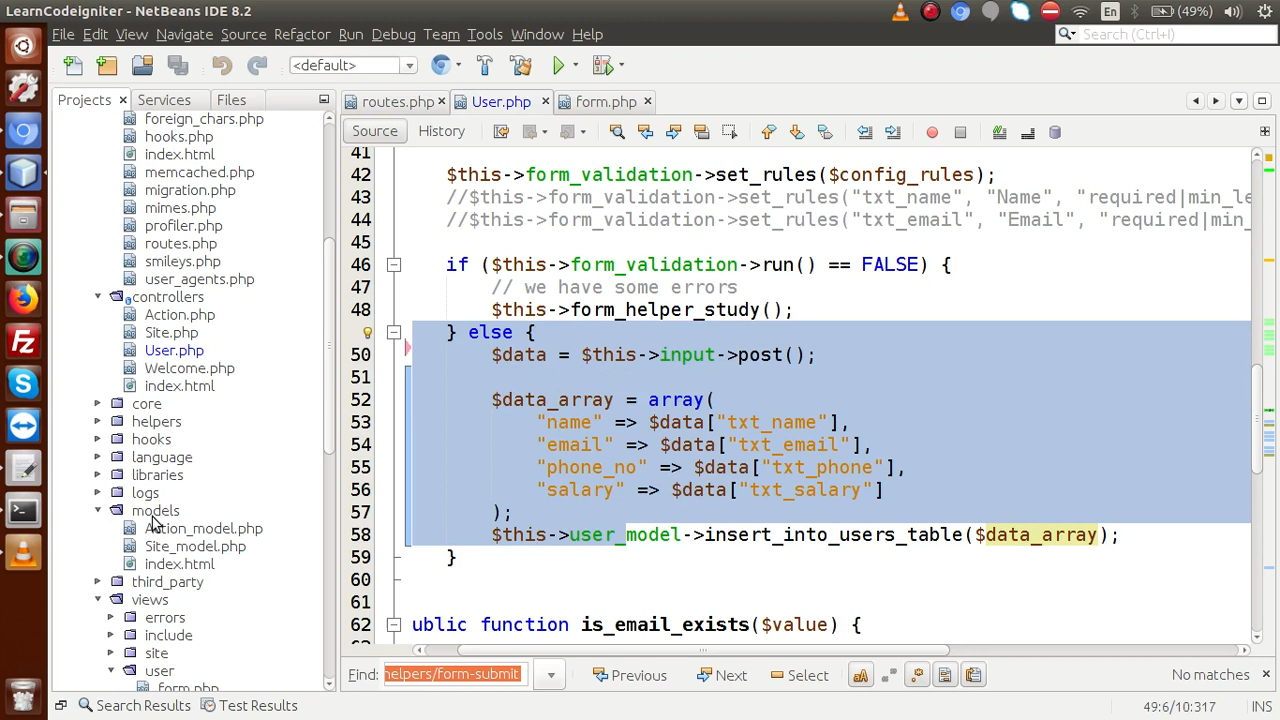 LearnCodeigniter - NetBeans IDE 8.2
En
(49%)
File Edit View Navigate Source Refactor Run Debug Team Tools Window Help
Search (Ctrl+I)
<default>
Projects
Services
Files
routes.php
User.php
form.php
Source
History
foreign_chars.php
hooks.php
index.html
memcached.php
migration.php
mimes.php
profiler.php
routes.php
smileys.php
user_agents.php
controllers
Action.php
Site.php
User.php
Welcome.php
index.html
core
helpers
hooks
language
libraries
logs
models
Action_model.php
Site_model.php
index.html
third_party
views
errors
include
site
user
form.php
41
42 $this->form_validation->set_rules($config_rules);
43 //$this->form_validation->set_rules("txt_name", "Name", "required|min_le
44 //$this->form_validation->set_rules("txt_email", "Email", "required|min_
45
46 if ($this->form_validation->run() == FALSE) {
47 // we have some errors
48 $this->form_helper_study();
} else {
50 $data = $this->input->post();
51
52 $data_array = array(
53 "name" => $data["txt_name"],
54 "email" => $data["txt_email"],
55 "phone_no" => $data["txt_phone"],
56 "salary" => $data["txt_salary"]
57 );
58 $this->user_model->insert_into_users_table($data_array);
59 }
60
61
62 ublic function is_email_exists($value) {
Find: helpers/form-submit
Previous
Next
Select
aA
No matches
Search Results
Test Results
49:6/10:317
INS